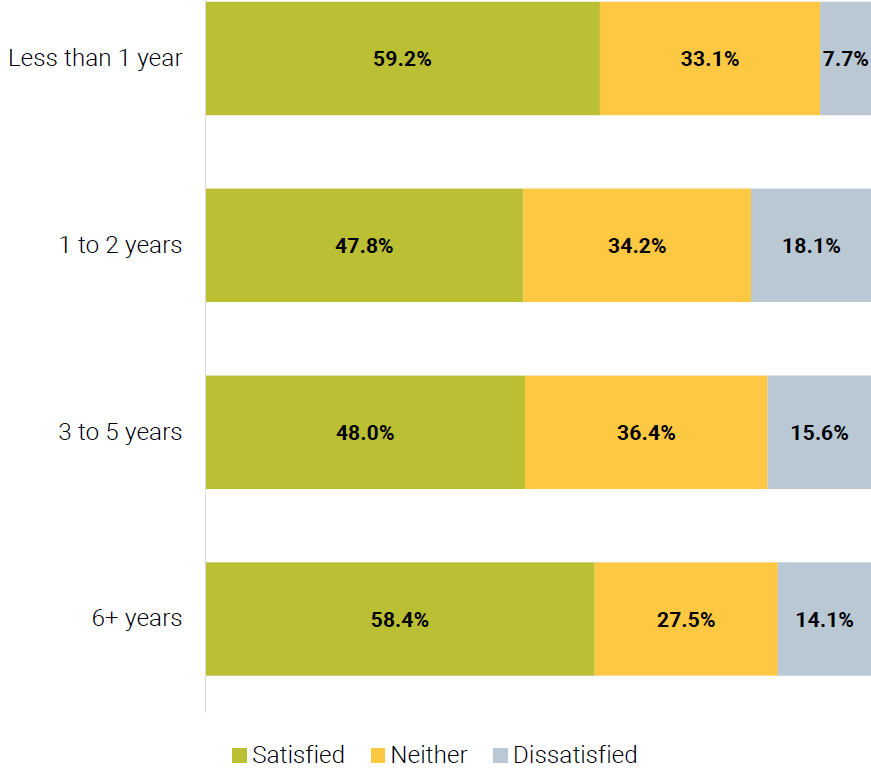 Less than 1 year 59.2% 33.1% 7.7%
1 to 2 years 47.8% 34.2% 18.1%
3 to 5 years 48.0% 36.4% 15.6%
6+ years 58.4% 27.5% 14.1%
Satisfied Neither Dissatisfied